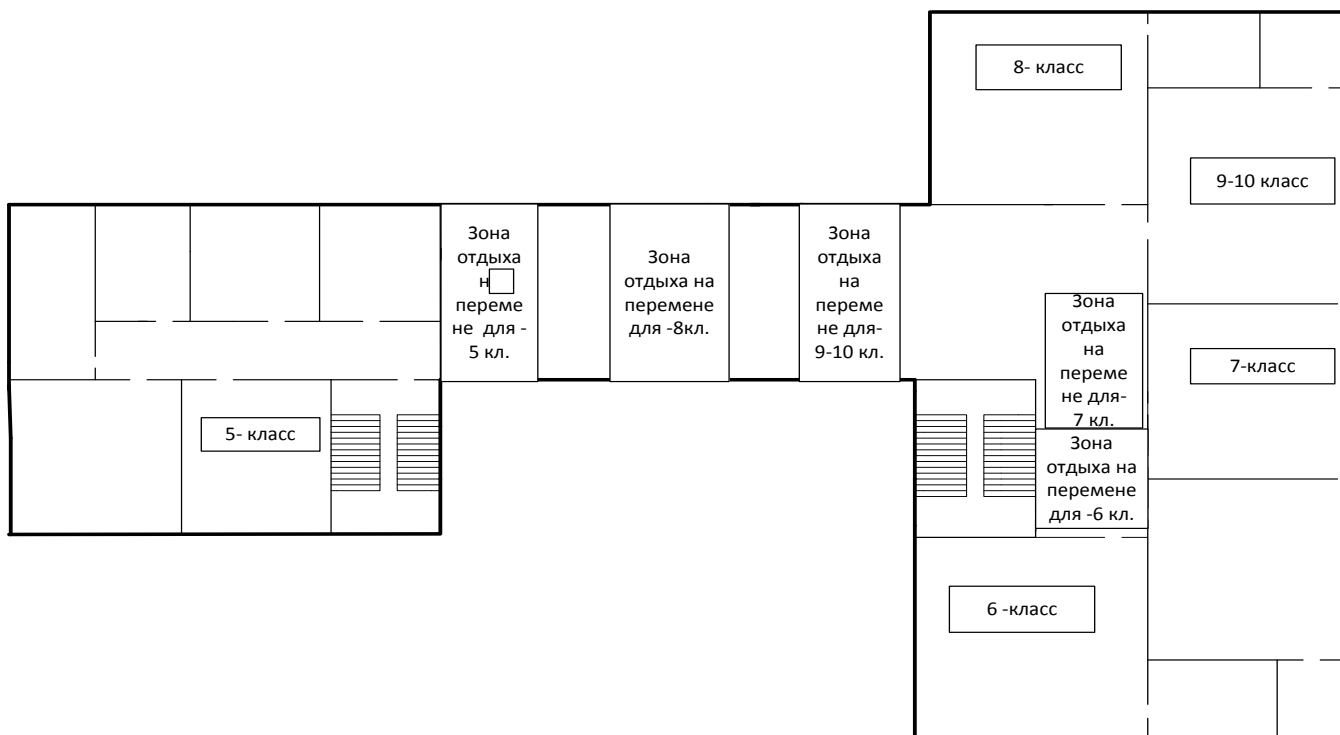 8- класс
9-10 класс
Зона
отдыха
на
переме
не для -
5 кл.
Зона
отдыха на
перемене
для -8кл.
Зона
отдыха
на
переме
не для-
9-10 кл.
Зона
отдыха
на
переме
не для-
7 кл.
7-класс
5- класс
Зона
отдыха на
перемене
для -6 кл.
6 -класс